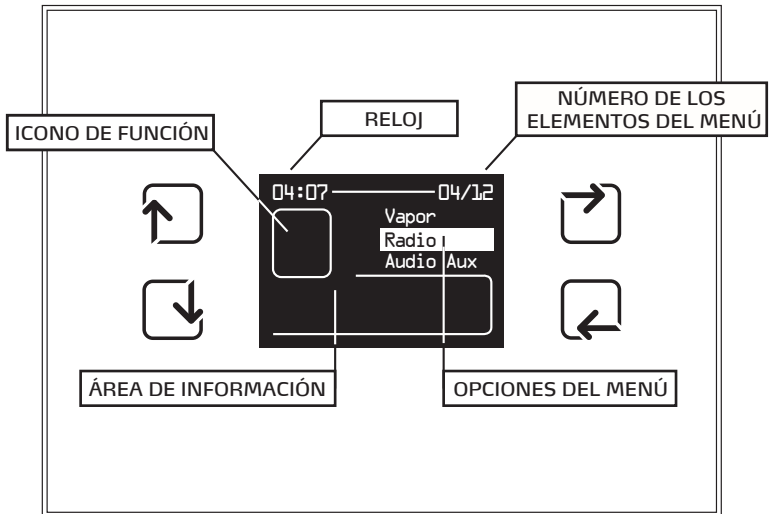 NÚMERO DE LOS
ELEMENTOS DEL MENÚ
RELOJ
ICONO DE FUNCIÓN
04:07
04/12
Vapor
Radio
Audio Aux
ÁREA DE INFORMACIÓN
OPCIONES DEL MENÚ